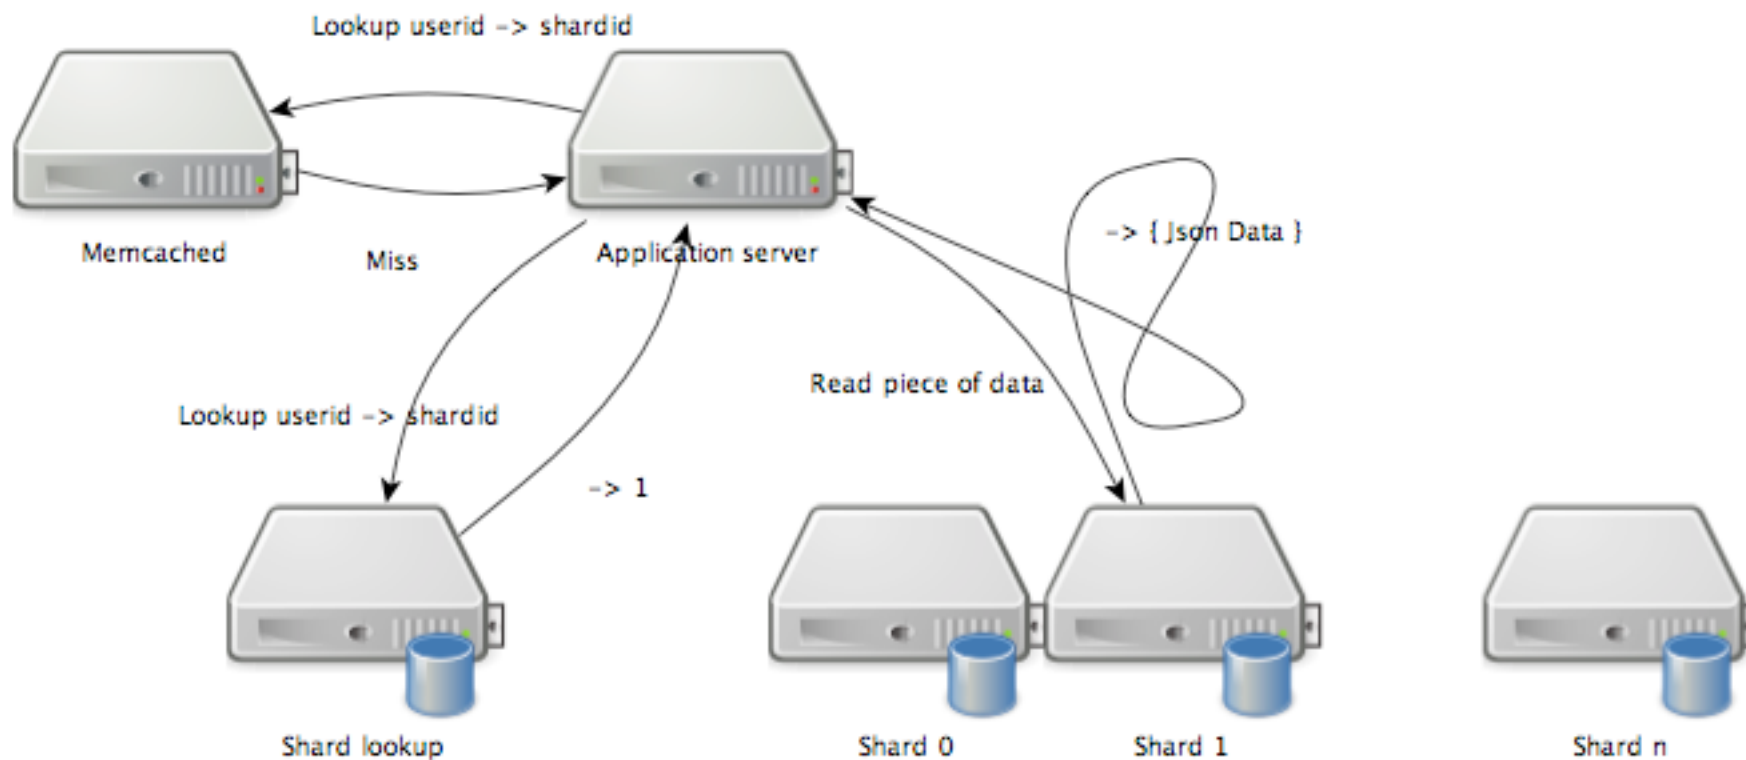 Lookup userid -> shardid
Memcached
Miss
Application server
-> { Json Data }
Read piece of data
Lookup userid -> shardid
-> 1
Shard lookup
Shard 0
Shard 1
Shard n